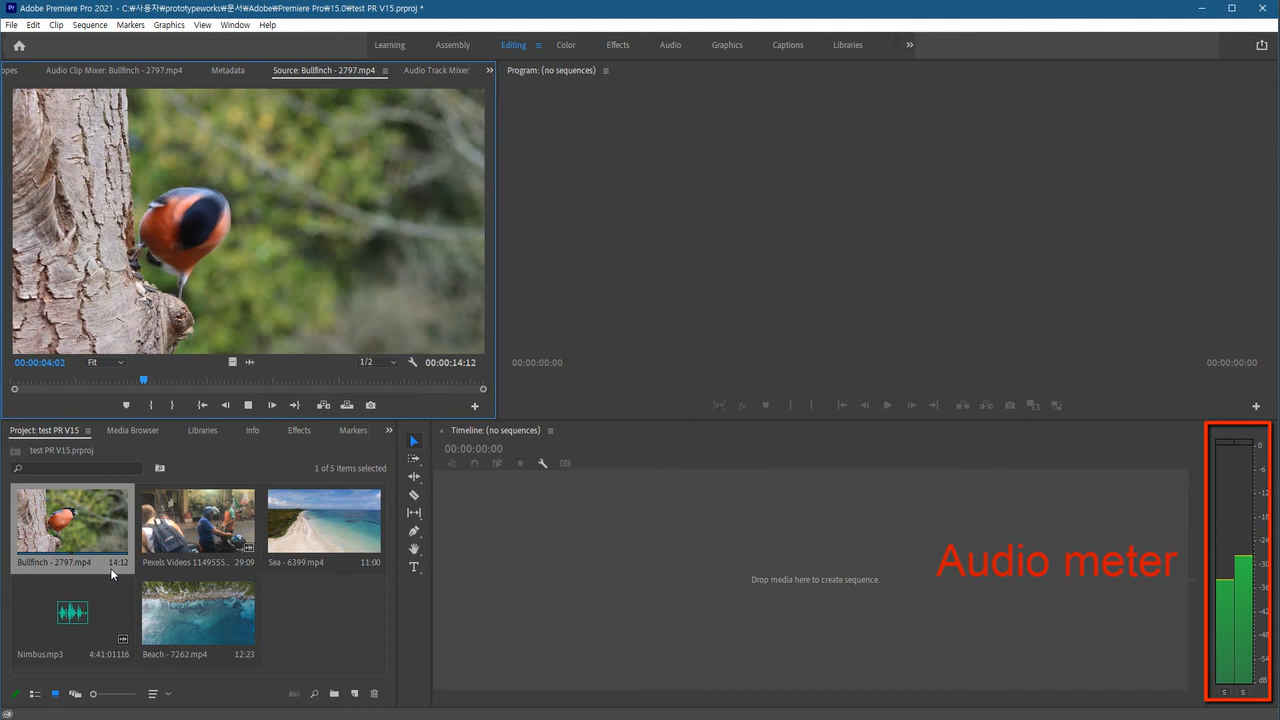 Adobe Premiere Pro 2021 - C:₩사용자₩prototypeworks₩문서₩Adobe₩Premiere Pro₩15.0₩test PR V15.prproj *
File Edit Clip Sequence Markers Graphics View Window Help
Learning Assembly Editing Color Effects Audio Graphics Captions Libraries
opes Audio Clip Mixer: Bullfinch - 2797.mp4 Metadata Source: Bullfinch - 2797.mp4 Audio Track Mixer
Program: (no sequences)
00:00:04:02 Fit 1/2 00:00:14:12
00:00:00:00 00:00:00:00
Project: test PR V15 Media Browser Libraries Info Effects Markers
test PR V15.prproj
1 of 5 items selected
Bullfinch - 2797.mp4 14:12
Pexels Videos 1149555... 29:09
Sea - 6399.mp4 11:00
Nimbus.mp3 4:41:01116
Beach - 7262.mp4 12:23
Timeline: (no sequences)
00:00:00:00
Drop media here to create sequence.
Audio meter
0
-6
-12
-18
-24
-30
-36
-42
-48
-54
dB
S S